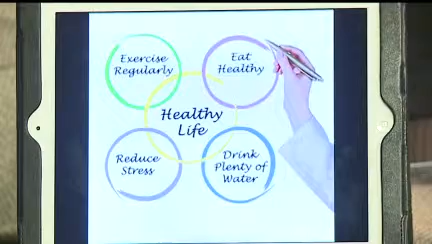 Exercise
Regularly
Eat
Healthy
Healthy
Life
Reduce
Stress
Drink
Plenty of
Water